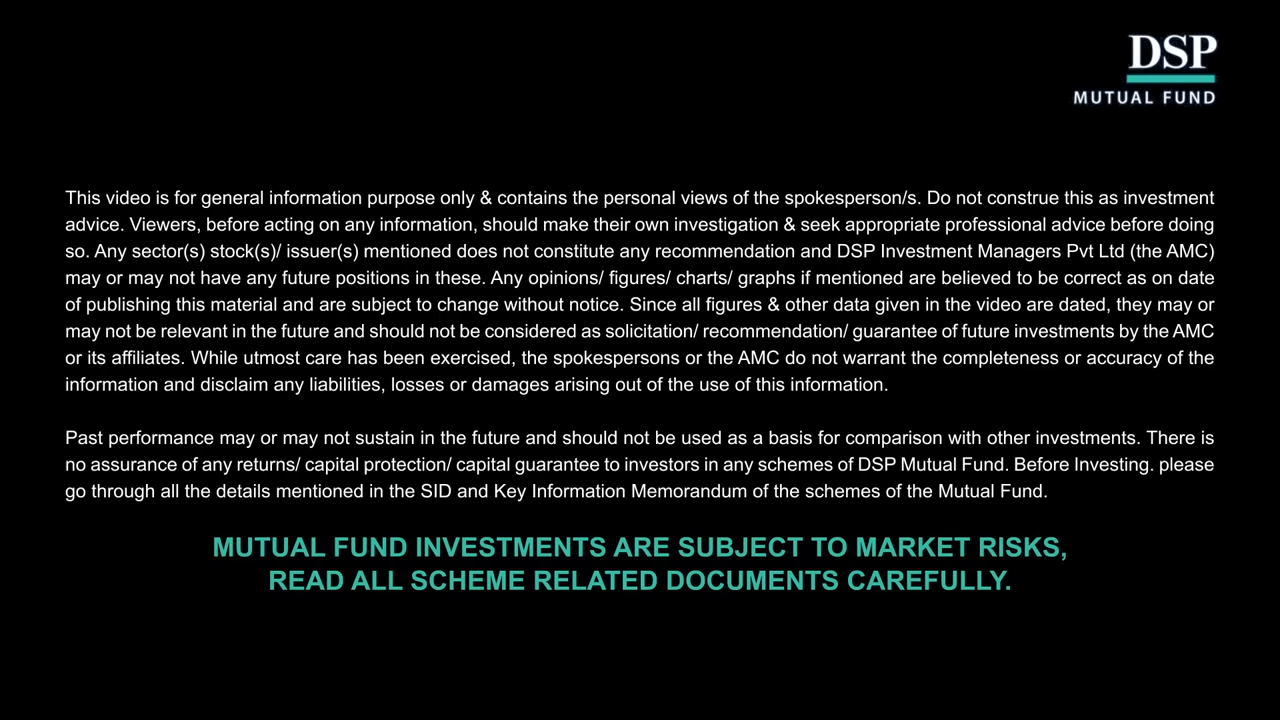 DSP
MUTUAL FUND
This video is for general information purpose only & contains the personal views of the spokesperson/s. Do not construe this as investment
advice. Viewers, before acting on any information, should make their own investigation & seek appropriate professional advice before doing
so. Any sector(s) stock(s)/ issuer(s) mentioned does not constitute any recommendation and DSP Investment Managers Pvt Ltd (the AMC)
may or may not have any future positions in these. Any opinions/ figures/ charts/ graphs if mentioned are believed to be correct as on date
of publishing this material and are subject to change without notice. Since all figures & other data given in the video are dated, they may or
may not be relevant in the future and should not be considered as solicitation/ recommendation/ guarantee of future investments by the AMC
or its affiliates. While utmost care has been exercised, the spokespersons or the AMC do not warrant the completeness or accuracy of the
information and disclaim any liabilities, losses or damages arising out of the use of this information.
Past performance may or may not sustain in the future and should not be used as a basis for comparison with other investments. There is
no assurance of any returns/ capital protection/ capital guarantee to investors in any schemes of DSP Mutual Fund. Before Investing. please
go through all the details mentioned in the SID and Key Information Memorandum of the schemes of the Mutual Fund.
MUTUAL FUND INVESTMENTS ARE SUBJECT TO MARKET RISKS,
READ ALL SCHEME RELATED DOCUMENTS CAREFULLY.